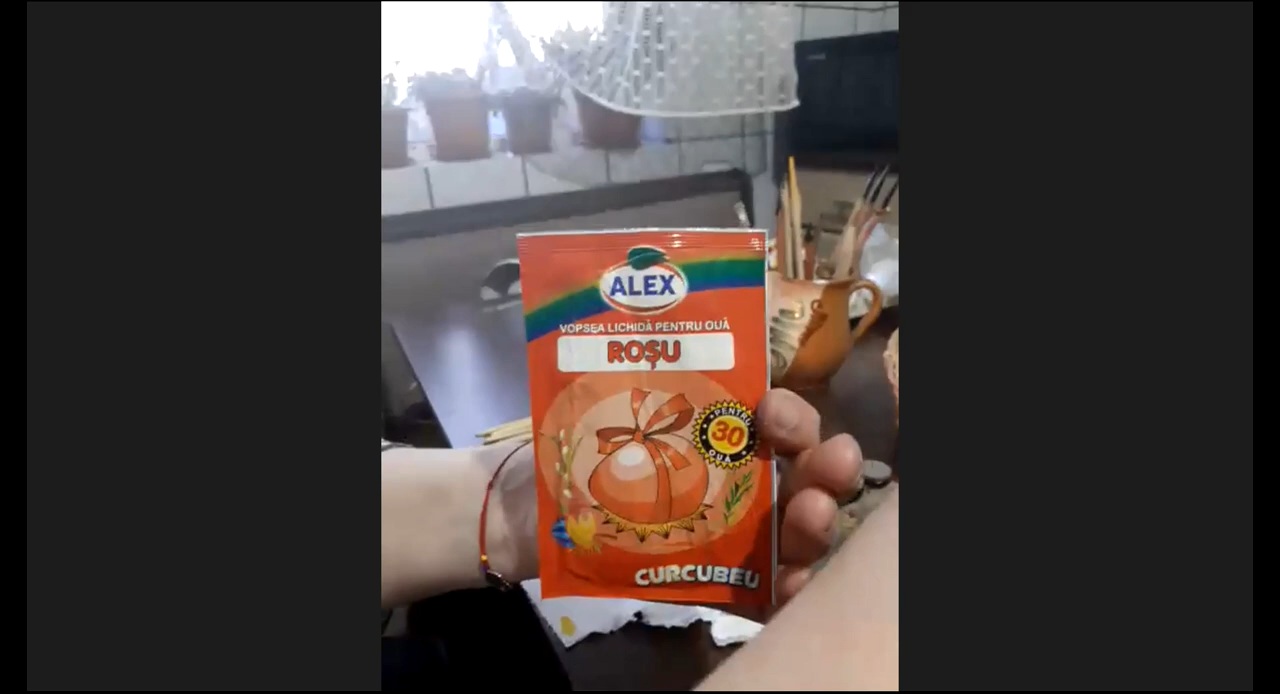 ALEX
VOPSEA LICHIDĂ PENTRU OUĂ
ROȘU
PENTRU
30
OUĂ
CURCUBEU